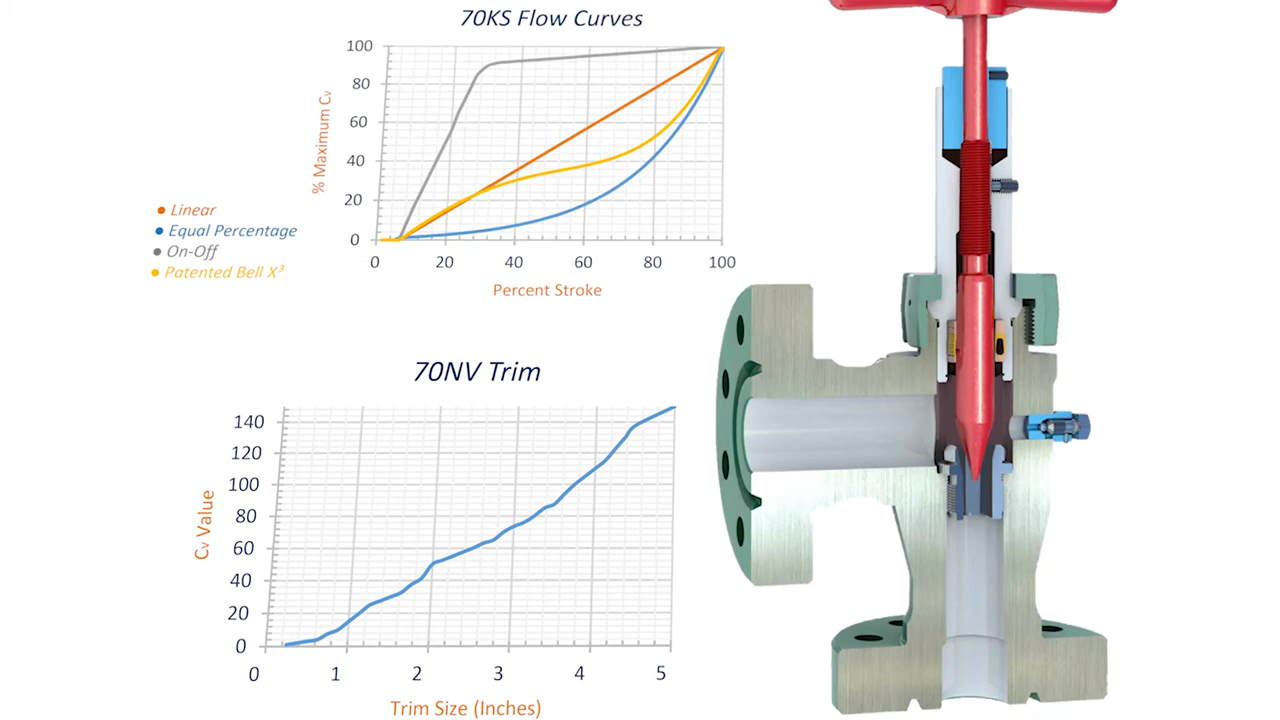 70KS Flow Curves
% Maximum Cv
100
80
60
40
20
0
0 20 40 60 80 100
Percent Stroke
Linear
Equal Percentage
On-Off
Patented Bell X³
70NV Trim
Cv Value
140
120
100
80
60
40
20
0
0 1 2 3 4 5
Trim Size (Inches)